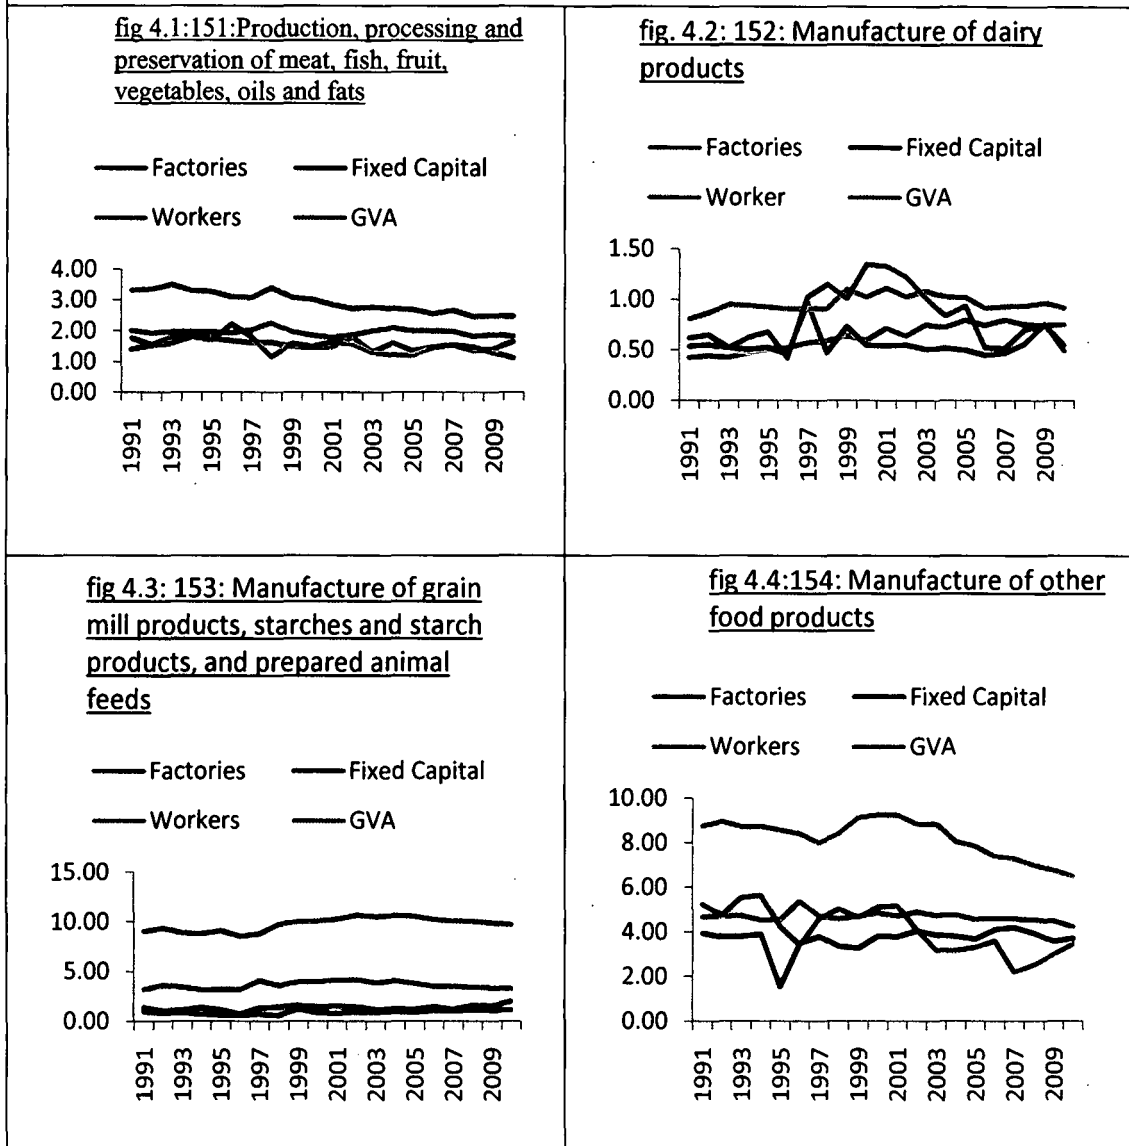 fig 4.1:151:Production, processing and
preservation of meat, fish, fruit,
vegetables, oils and fats
Factories Fixed Capital
Workers GVA
4.00
3.00
2.00
1.00
0.00
1991 1993 1995 1997 1999 2001 2003 2005 2007 2009
fig. 4.2: 152: Manufacture of dairy
products
Factories Fixed Capital
Worker GVA
1.50
1.00
0.50
0.00
1991 1993 1995 1997 1999 2001 2003 2005 2007 2009
fig 4.3: 153: Manufacture of grain
mill products, starches and starch
products, and prepared animal
feeds
Factories Fixed Capital
Workers GVA
15.00
10.00
5.00
0.00
1991 1993 1995 1997 1999 2001 2003 2005 2007 2009
fig 4.4:154: Manufacture of other
food products
Factories Fixed Capital
Workers GVA
10.00
8.00
6.00
4.00
2.00
0.00
1991 1993 1995 1997 1999 2001 2003 2005 2007 2009